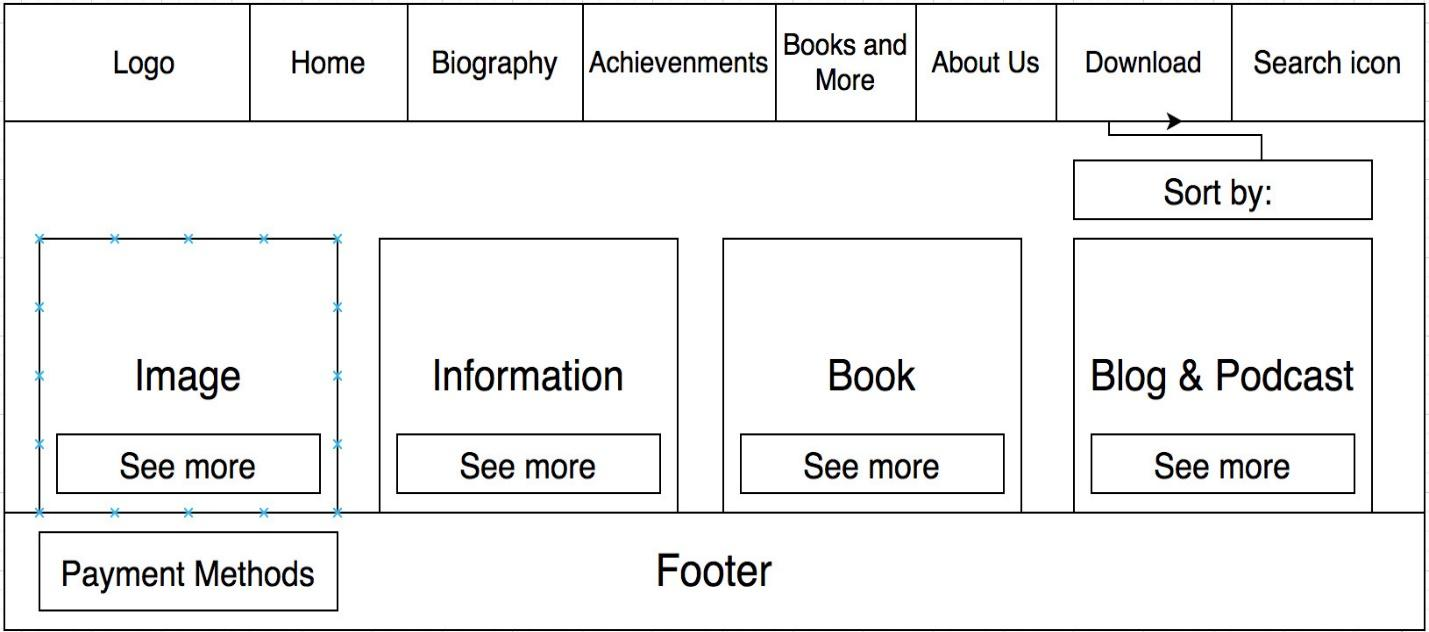 Logo
Home
Biography
Achievenments
Books and
More
About Us
Download
Search icon
Sort by:
Image
Information
Book
Blog & Podcast
See more
See more
See more
See more
Payment Methods
Footer